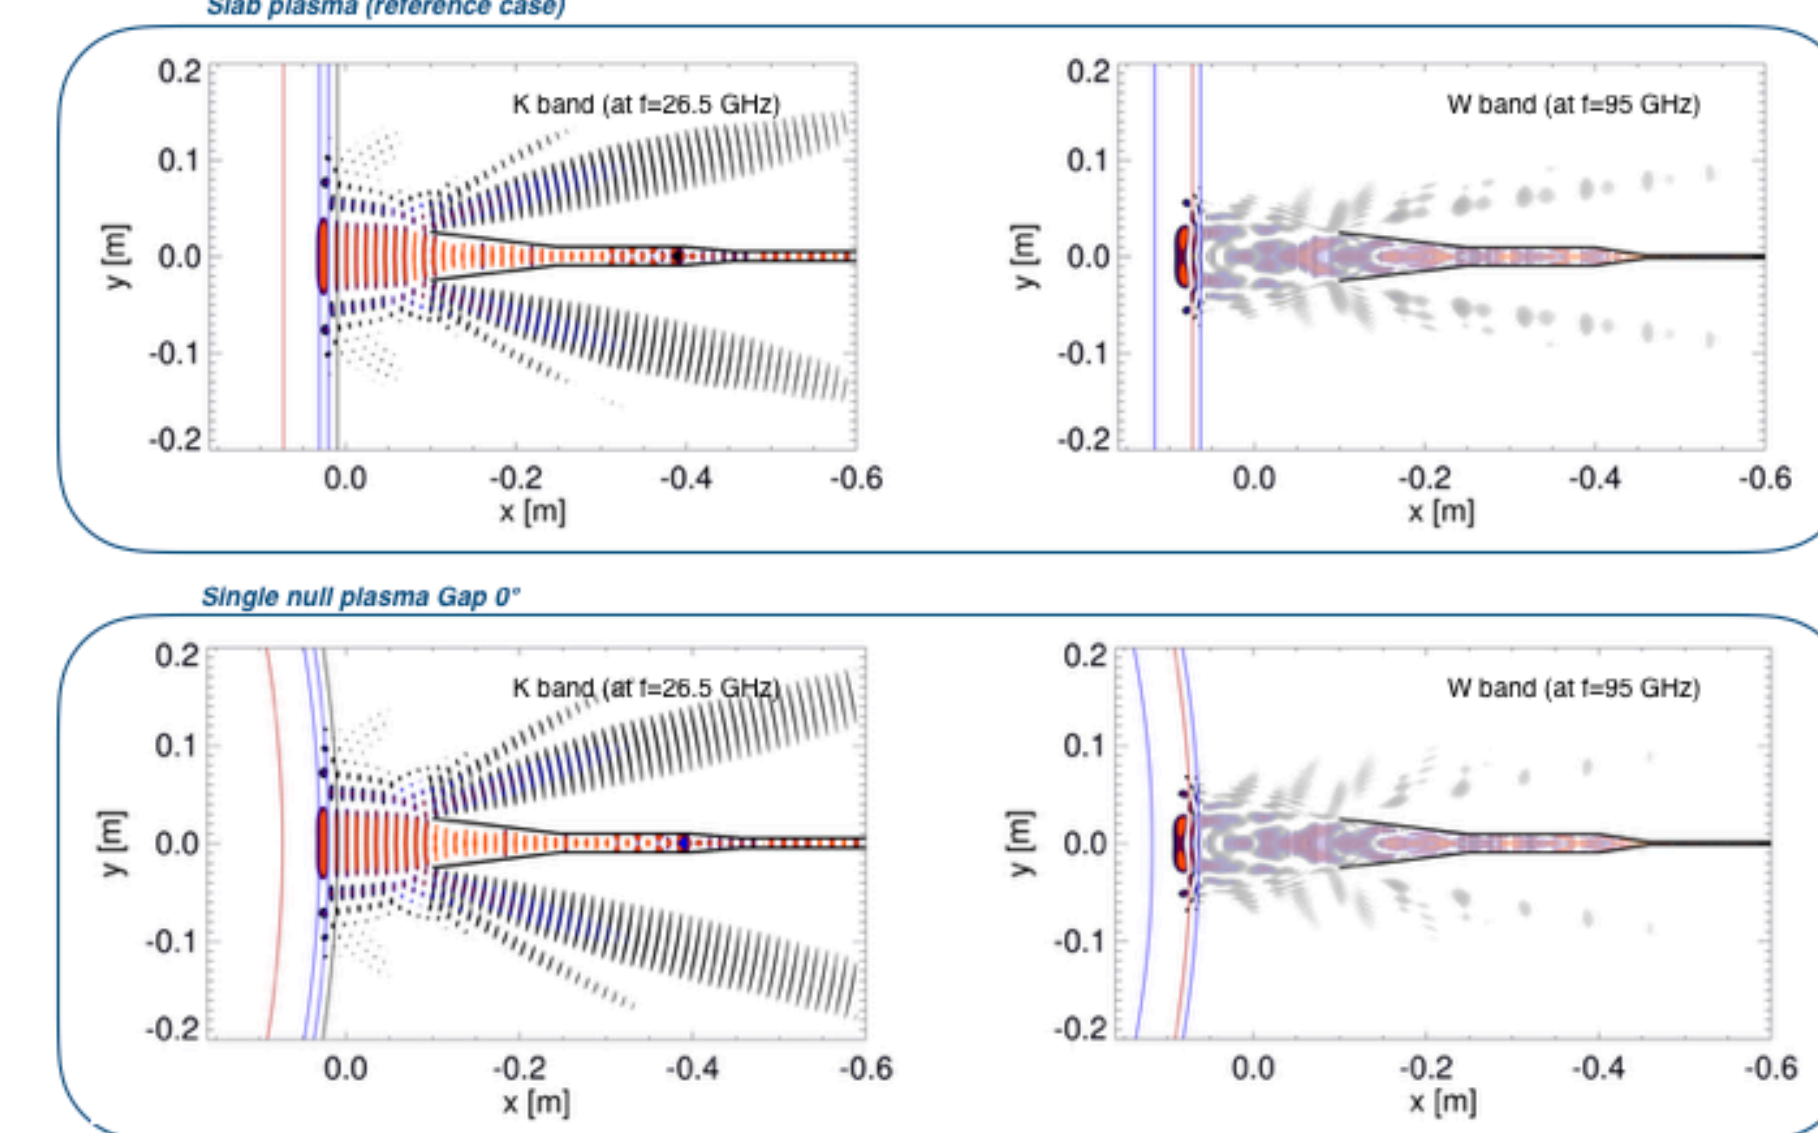 Slab plasma (reference case)
K band (at f=26.5 GHz)
0.2
0.1
0.0
-0.1
-0.2
y [m]
0.0 -0.2 -0.4 -0.6
x [m]
W band (at f=95 GHz)
0.2
0.1
0.0
-0.1
-0.2
y [m]
0.0 -0.2 -0.4 -0.6
x [m]
Single null plasma Gap 0°
K band (at f=26.5 GHz)
0.2
0.1
0.0
-0.1
-0.2
y [m]
0.0 -0.2 -0.4 -0.6
x [m]
W band (at f=95 GHz)
0.2
0.1
0.0
-0.1
-0.2
y [m]
0.0 -0.2 -0.4 -0.6
x [m]